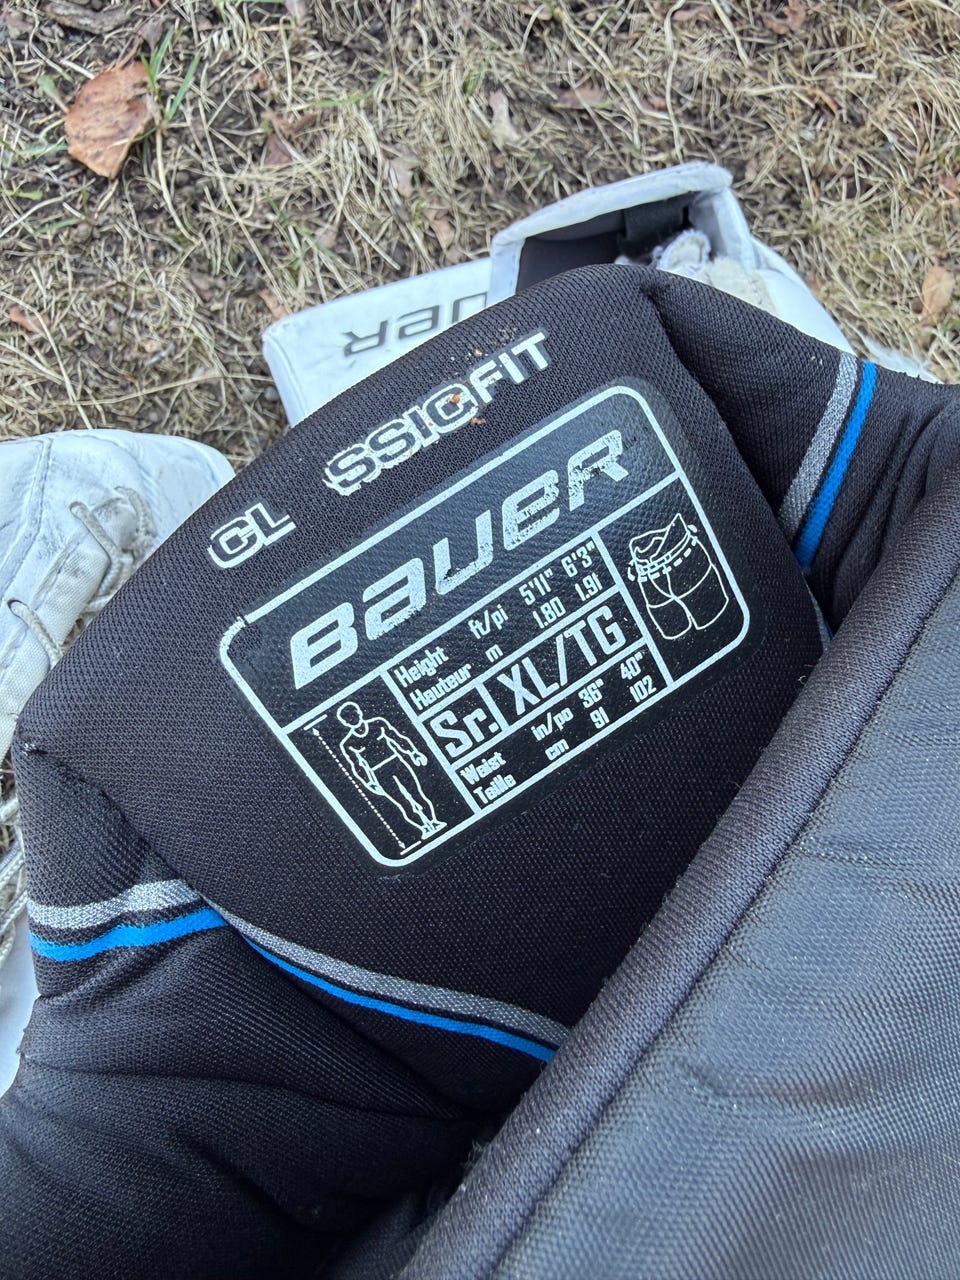 BAUER
CL SSICFIT
BAUER
Height ft/pi 5'11" 6'3"
Hauteur m 1.80 1.91
Sr. XL/TG
Waist in/po 36" 40"
Taille cm 91 102